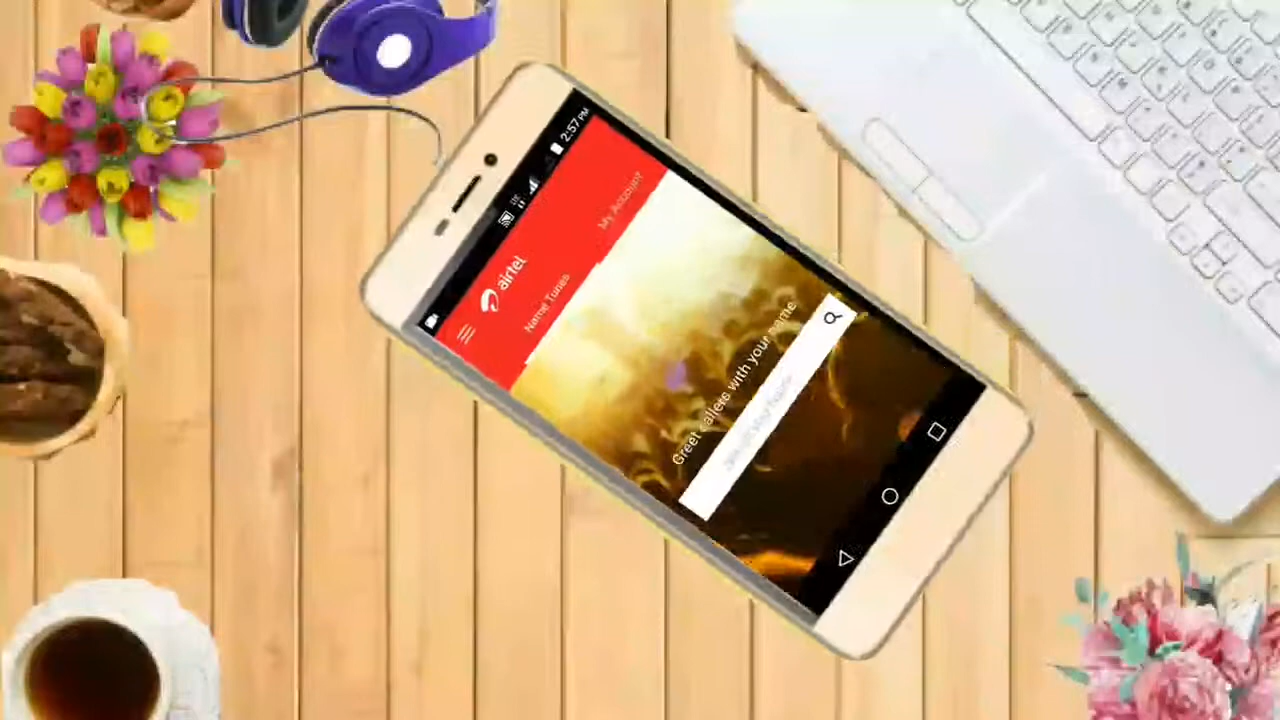 2:57 PM
airtel
Name Tunes
My Account
Greet callers with your name